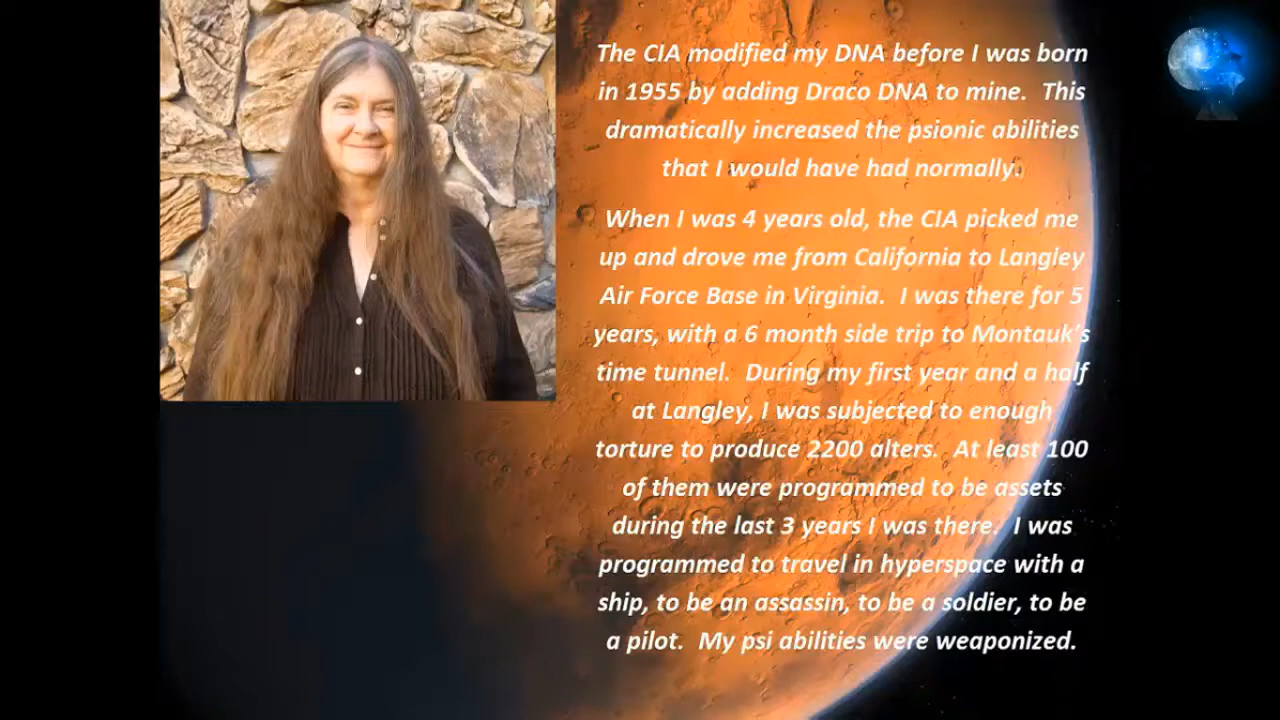 The CIA modified my DNA before I was born
in 1955 by adding Draco DNA to mine.  This
dramatically increased the psionic abilities
that I would have had normally.
When I was 4 years old, the CIA picked me
up and drove me from California to Langley
Air Force Base in Virginia.  I was there for 5
years, with a 6 month side trip to Montauk's
time tunnel.  During my first year and a half
at Langley, I was subjected to enough
torture to produce 2200 alters.  At least 100
of them were programmed to be assets
during the last 3 years I was there.  I was
programmed to travel in hyperspace with a
ship, to be an assassin, to be a soldier, to be
a pilot.  My psi abilities were weaponized.